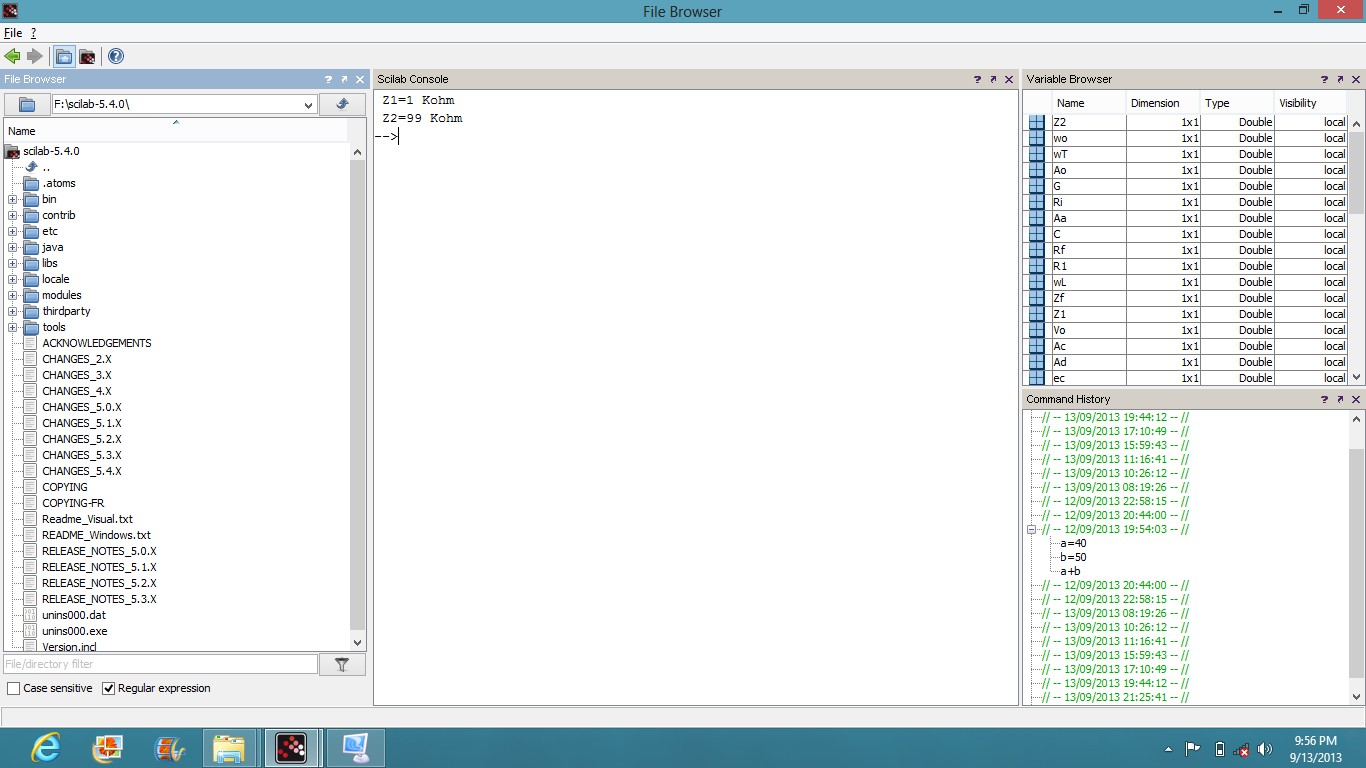 File Browser
File ?
File Browser ?
F:\scilab-5.4.0\
Name
scilab-5.4.0
..
.atoms
bin
contrib
etc
java
libs
locale
modules
thirdparty
tools
ACKNOWLEDGEMENTS
CHANGES_2.X
CHANGES_3.X
CHANGES_4.X
CHANGES_5.0.X
CHANGES_5.1.X
CHANGES_5.2.X
CHANGES_5.3.X
CHANGES_5.4.X
COPYING
COPYING-FR
Readme_Visual.txt
README_Windows.txt
RELEASE_NOTES_5.0.X
RELEASE_NOTES_5.1.X
RELEASE_NOTES_5.2.X
RELEASE_NOTES_5.3.X
unins000.dat
unins000.exe
Version.incl
File/directory filter
Case sensitive Regular expression
Scilab Console ?
Z1=1 Kohm
Z2=99 Kohm
-->
Variable Browser ?
Name Dimension Type Visibility
Z2 1x1 Double local
wo 1x1 Double local
wT 1x1 Double local
Ao 1x1 Double local
G 1x1 Double local
Ri 1x1 Double local
Aa 1x1 Double local
C 1x1 Double local
Rf 1x1 Double local
R1 1x1 Double local
wL 1x1 Double local
Zf 1x1 Double local
Z1 1x1 Double local
Vo 1x1 Double local
Ac 1x1 Double local
Ad 1x1 Double local
ec 1x1 Double local
Command History ?
// -- 13/09/2013 19:44:12 -- //
// -- 13/09/2013 17:10:49 -- //
// -- 13/09/2013 15:59:43 -- //
// -- 13/09/2013 11:16:41 -- //
// -- 13/09/2013 10:26:12 -- //
// -- 13/09/2013 08:19:26 -- //
// -- 12/09/2013 22:58:15 -- //
// -- 12/09/2013 20:44:00 -- //
// -- 12/09/2013 19:54:03 -- //
a=40
b=50
a+b
// -- 12/09/2013 20:44:00 -- //
// -- 12/09/2013 22:58:15 -- //
// -- 13/09/2013 08:19:26 -- //
// -- 13/09/2013 10:26:12 -- //
// -- 13/09/2013 11:16:41 -- //
// -- 13/09/2013 15:59:43 -- //
// -- 13/09/2013 17:10:49 -- //
// -- 13/09/2013 19:44:12 -- //
// -- 13/09/2013 21:25:41 -- //
9:56 PM
9/13/2013